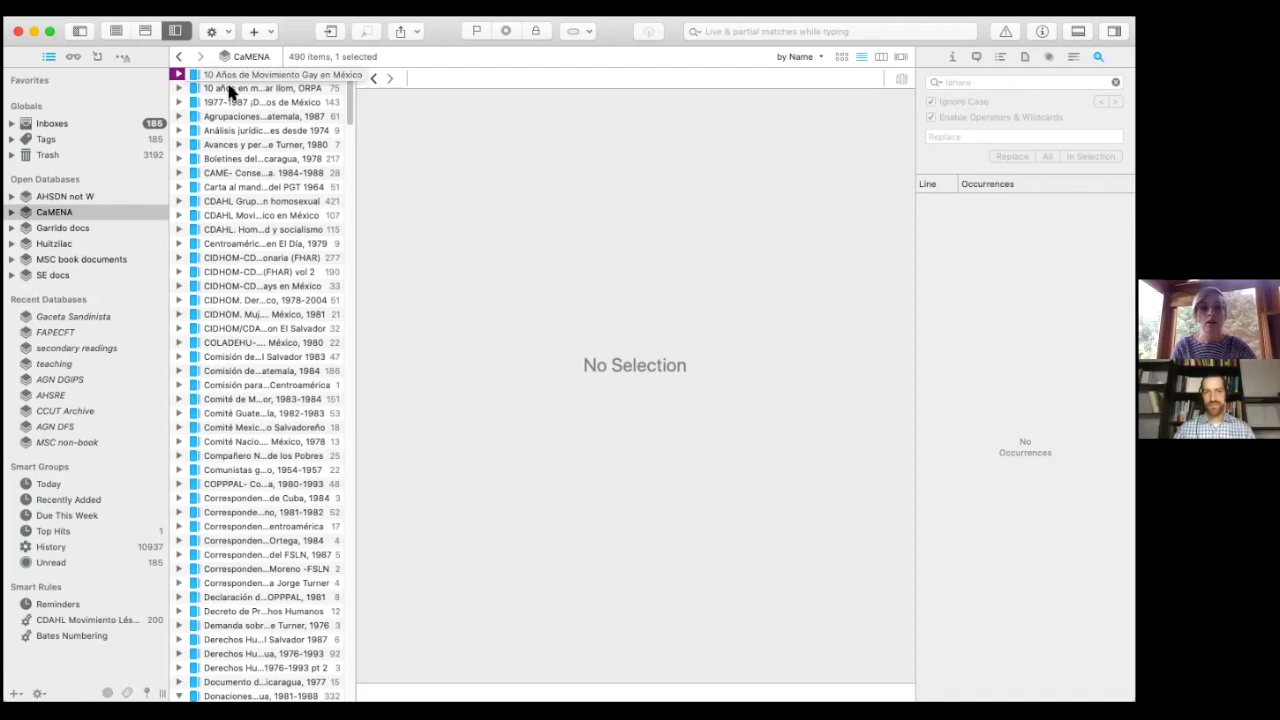 CaMENA
490 items, 1 selected
Live & partial matches while typing
by Name
Favorites
Globals
Inboxes 185
Tags 185
Trash 3192
Open Databases
AHSDN not W
CaMENA
Garrido docs
Huitzilac
MSC book documents
SE docs
Recent Databases
Gaceta Sandinista
FAPECFT
secondary readings
teaching
AGN DGIPS
AHSRE
CCUT Archive
AGN DFS
MSC non-book
Smart Groups
Today
Recently Added
Due This Week
Top Hits 1
History 10937
Unread 185
Smart Rules
Reminders
CDAHL Movimiento Lés... 200
Bates Numbering
10 Años de Movimiento Gay en México
10 años en m...ar Ilom, ORPA 75
1977-1987 ¡D...os de México 143
Agrupaciones...atemala, 1987 61
Análisis jurídic...es desde 1974 9
Avances y per...e Turner, 1980 7
Boletines del...caragua, 1978 217
CAME- Conse...a. 1984-1988 28
Carta al mand...del PGT 1964 51
CDAHL Grup...n homosexual 421
CDAHL Movi...ico en México 107
CDAHL. Hom...d y socialismo 115
Centroaméric...en El Día, 1979 9
CIDHOM-CD...onaria (FHAR) 277
CIDHOM-CD...(FHAR) vol 2 190
CIDHOM-CD...ays en México 33
CIDHOM. Der...co, 1978-2004 51
CIDHOM. Muj.... México, 1981 21
CIDHOM/CDA...on El Salvador 32
COLADEHU-.... México, 1980 22
Comisión de...l Salvador 1983 47
Comisión de...atemala, 1984 186
Comisión para...Centroamérica 1
Comité de M...or, 1983-1984 151
Comité Guate...la, 1982-1983 53
Comité Mexic...o Salvadoreño 18
Comité Nacio.... México, 1978 13
Compañero N...de los Pobres 25
Comunistas g...o, 1954-1957 22
COPPPAL- Co...a, 1980-1993 48
Corresponden...de Cuba, 1984 3
Corresponde...no, 1981-1982 52
Corresponden...entroamérica 17
Corresponden...Ortega, 1984 4
Corresponden...del FSLN, 1987 5
Corresponden...Moreno -FSLN 2
Corresponden...a Jorge Turner 4
Declaración d...OPPPAL, 1981 8
Decreto de Pr...hos Humanos 12
Demanda sobr...e Turner, 1976 3
Derechos Hu...l Salvador 1987 6
Derechos Hu...ua, 1976-1993 92
Derechos Hu...1976-1993 pt 2 3
Documento d...icaragua, 1977 15
Donaciones...ua, 1981-1988 332
No Selection
Ignore Case
Enable Operators & Wildcards
Replace
Replace All In Selection
Line Occurrences
No
Occurrences